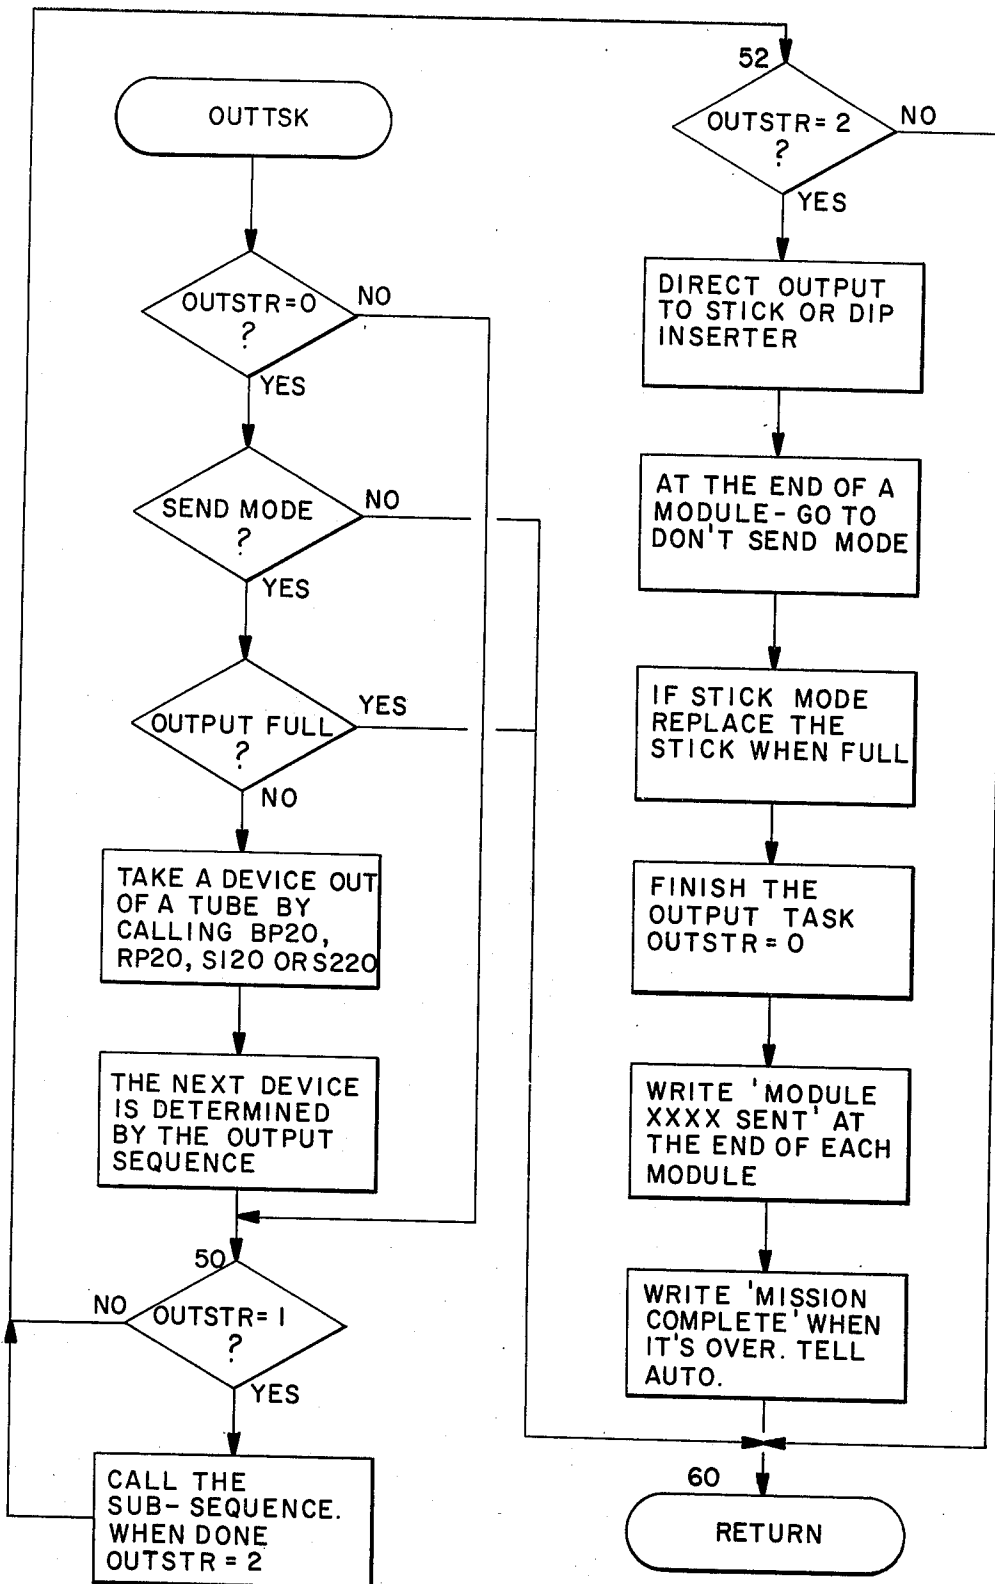 OUTTSK
OUTSTR=0
?
NO
YES
SEND MODE
?
NO
YES
OUTPUT FULL
?
YES
NO
TAKE A DEVICE OUT
OF A TUBE BY
CALLING BP20,
RP20, S120 OR S220
THE NEXT DEVICE
IS DETERMINED
BY THE OUTPUT
SEQUENCE
50
OUTSTR=1
?
NO
YES
CALL THE
SUB-SEQUENCE.
WHEN DONE
OUTSTR=2
52
OUTSTR=2
?
NO
YES
DIRECT OUTPUT
TO STICK OR DIP
INSERTER
AT THE END OF A
MODULE-GO TO
DON'T SEND MODE
IF STICK MODE
REPLACE THE
STICK WHEN FULL
FINISH THE
OUTPUT TASK
OUTSTR=0
WRITE 'MODULE
XXXX SENT' AT
THE END OF EACH
MODULE
WRITE 'MISSION
COMPLETE' WHEN
IT'S OVER. TELL
AUTO.
60
RETURN